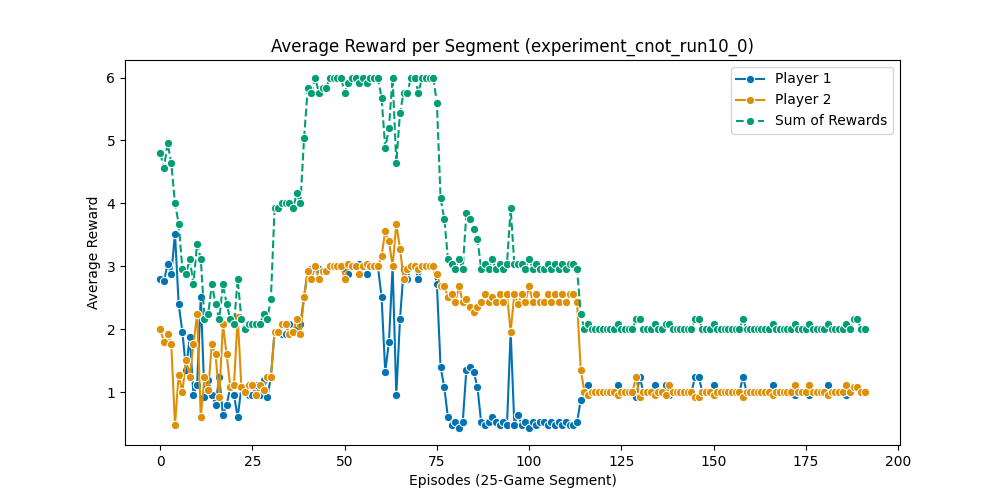 Average Reward per Segment (experiment_cnot_run10_0)
Player 1
Player 2
Sum of Rewards
Average Reward
6
5
4
3
2
1
0 25 50 75 100 125 150 175 200
Episodes (25-Game Segment)